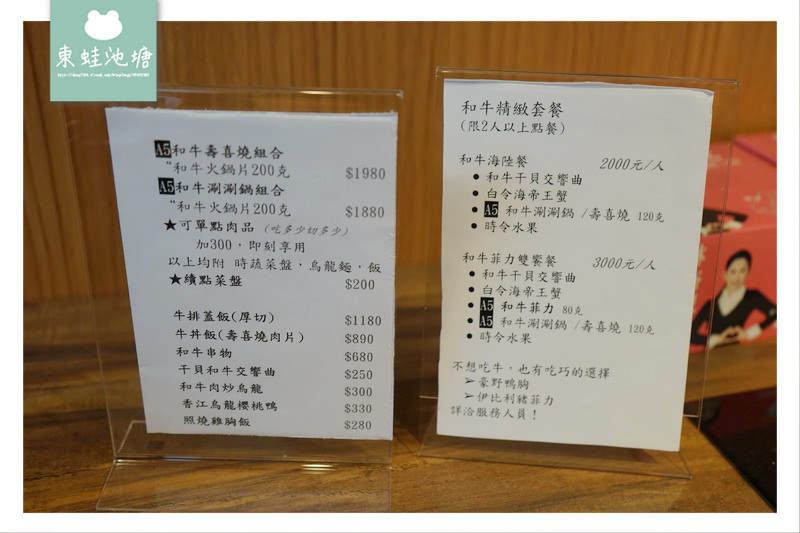 東蛙池塘
A5和牛壽喜燒組合
"和牛火鍋片200克 $1980
A5和牛涮涮鍋組合
"和牛火鍋片200克 $1880
★可單點肉品(吃多少切多少)
加300，即刻享用
以上均附 時蔬菜盤，烏龍麵，飯
★續點菜盤 $200
牛排蓋飯(厚切) $1180
牛丼飯(壽喜燒肉片) $890
和牛串物 $680
干貝和牛交響曲 $250
和牛肉炒烏龍 $300
香江烏龍櫻桃鴨 $330
照燒雞胸飯 $280
和牛精緻套餐
(限2人以上點餐)
和牛海陸餐 2000元/人
● 和牛干貝交響曲
● 白令海帝王蟹
● A5 和牛涮涮鍋/壽喜燒 120克
● 時令水果
和牛菲力雙饗餐 3000元/人
● 和牛干貝交響曲
● 白令海帝王蟹
● A5 和牛菲力 80克
● A5 和牛涮涮鍋/壽喜燒 120克
● 時令水果
不想吃牛，也有吃巧的選擇
➢豪野鴨胸
➢伊比利豬菲力
詳洽服務人員！